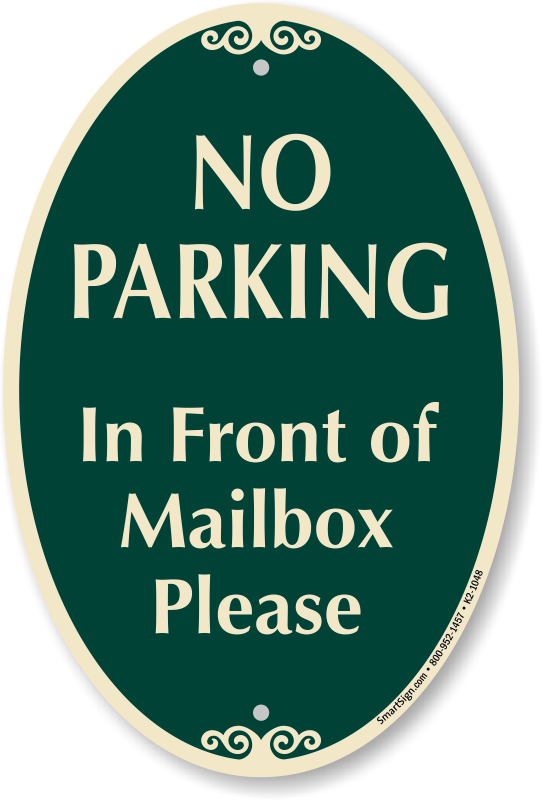 NO
PARKING
In Front of
Mailbox
Please
SmartSign.com • 800-952-1457 • K2-1048